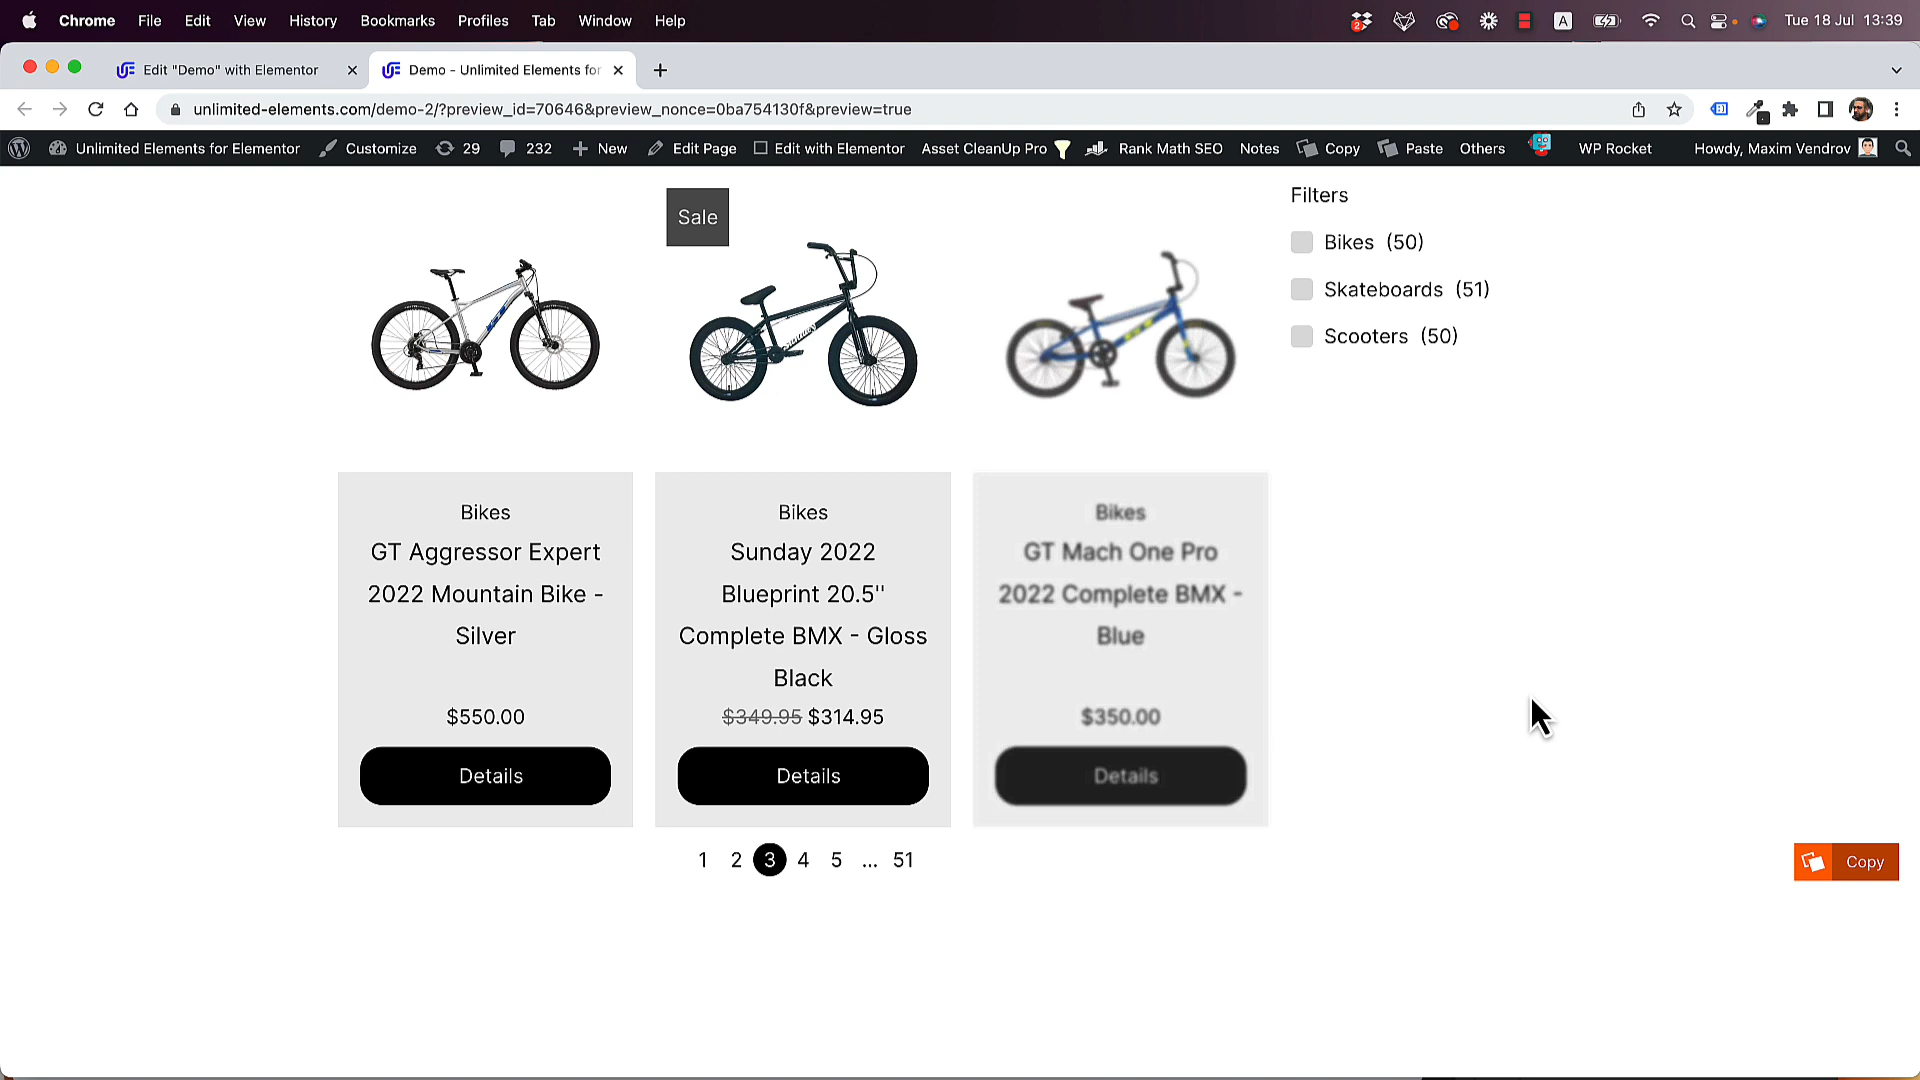 Chrome File Edit View History Bookmarks Profiles Tab Window Help 2 A Tue 18 Jul 13:39
Edit "Demo" with Elementor Demo - Unlimited Elements for
unlimited-elements.com/demo-2/?preview_id=70646&preview_nonce=0ba754130f&preview=true
Unlimited Elements for Elementor Customize 29 232 New Edit Page Edit with Elementor Asset CleanUp Pro Rank Math SEO Notes Copy Paste Others WP Rocket Howdy, Maxim Vendrov
Filters
Sale
Bikes (50)
Skateboards (51)
Scooters (50)
Bikes
GT Aggressor Expert
2022 Mountain Bike -
Silver
$550.00
Details
Bikes
Sunday 2022
Blueprint 20.5"
Complete BMX - Gloss
Black
$349.95 $314.95
Details
Bikes
GT Mach One Pro
2022 Complete BMX -
Blue
$350.00
Details
1 2 3 4 5 ... 51
Copy